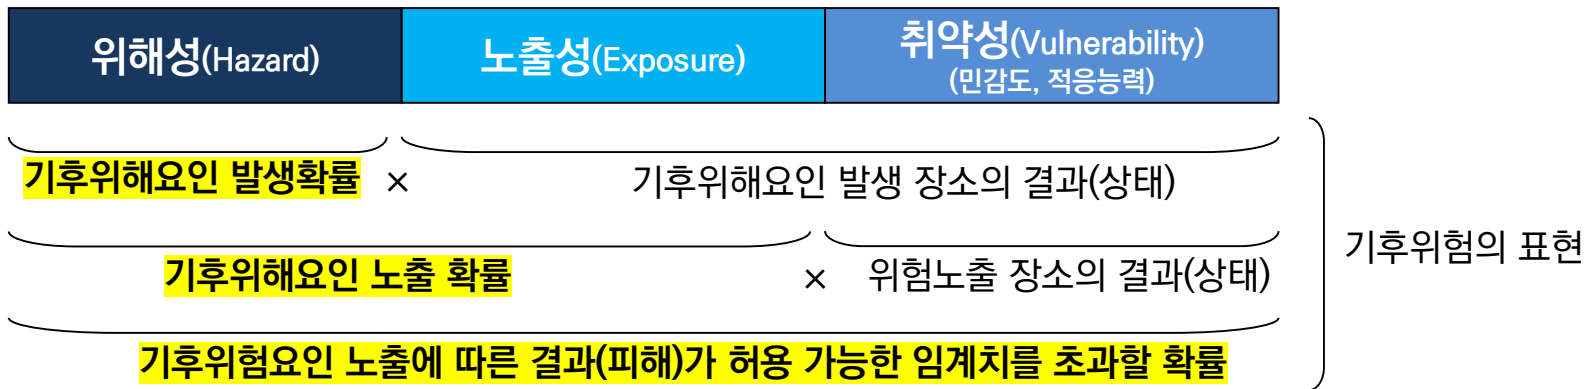 위해성(Hazard)
노출성(Exposure)
취약성(Vulnerability)
(민감도, 적응능력)
기후위해요인 발생확률 × 기후위해요인 발생 장소의 결과(상태)
기후위해요인 노출 확률 × 위험노출 장소의 결과(상태)
기후위험의 표현
기후위험요인 노출에 따른 결과(피해)가 허용 가능한 임계치를 초과할 확률